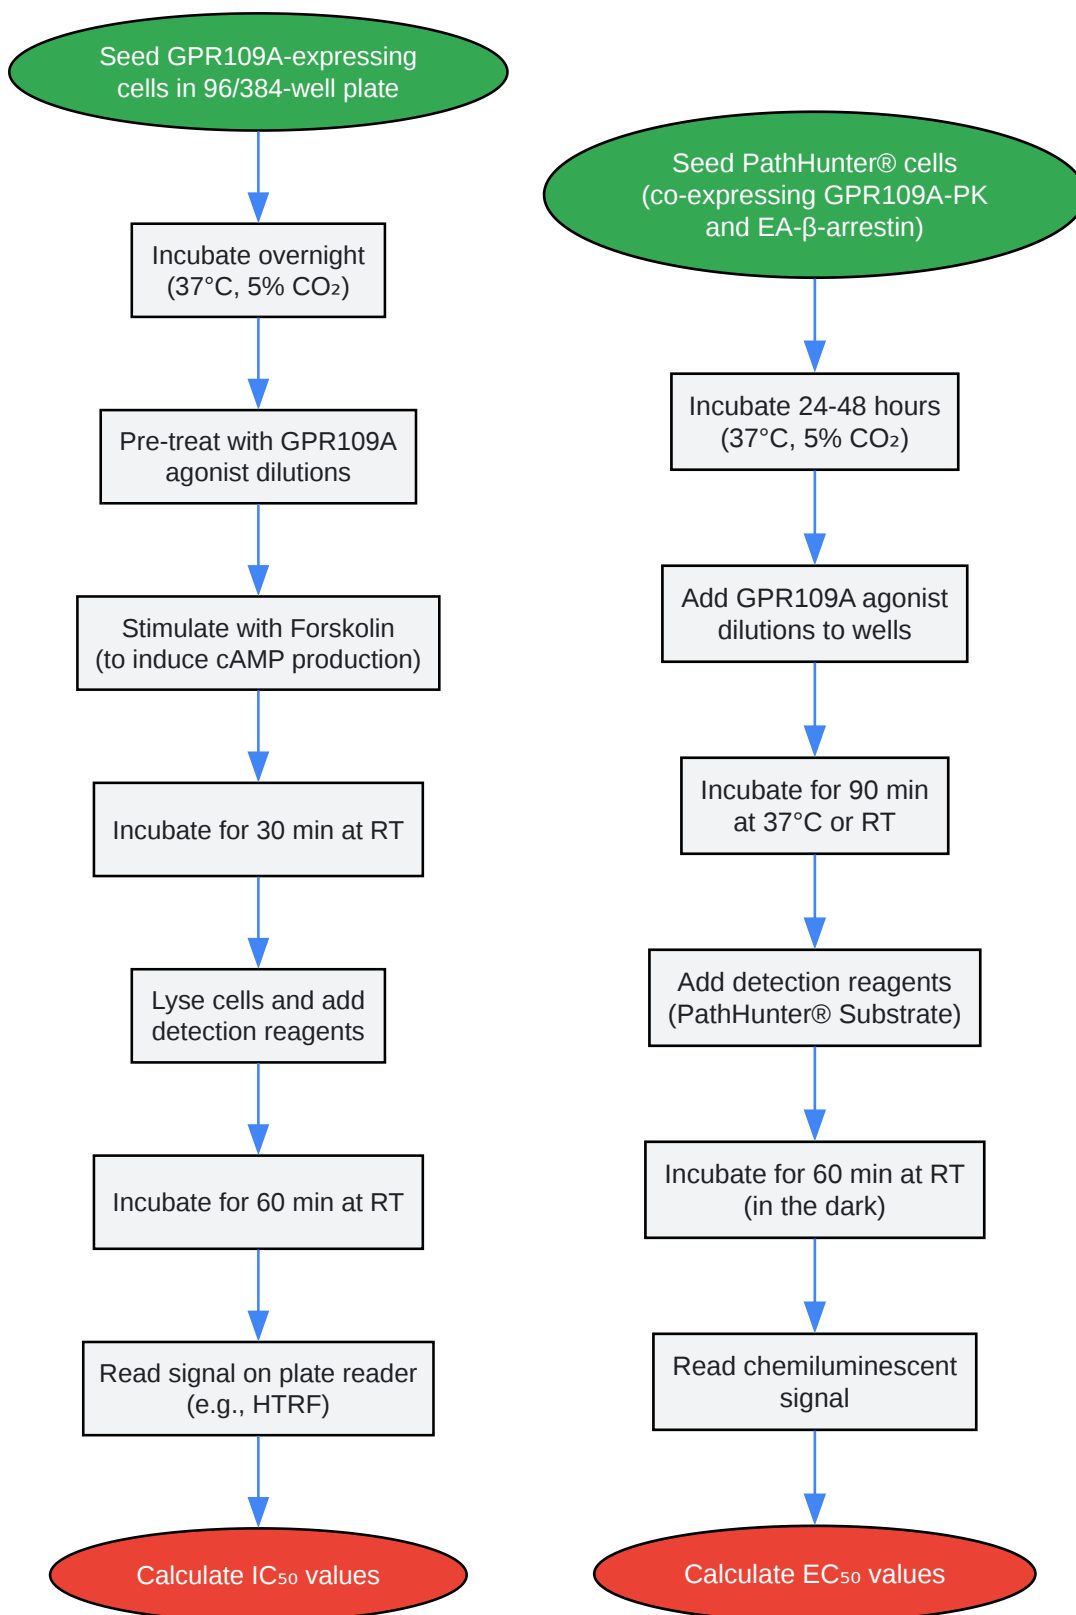 Seed GPR109A-expressing
cells in 96/384-well plate
Incubate overnight
(37°C, 5% CO₂)
Pre-treat with GPR109A
agonist dilutions
Stimulate with Forskolin
(to induce cAMP production)
Incubate for 30 min at RT
Lyse cells and add
detection reagents
Incubate for 60 min at RT
Read signal on plate reader
(e.g., HTRF)
Calculate IC₅₀ values
Seed PathHunter® cells
(co-expressing GPR109A-PK
and EA-β-arrestin)
Incubate 24-48 hours
(37°C, 5% CO₂)
Add GPR109A agonist
dilutions to wells
Incubate for 90 min
at 37°C or RT
Add detection reagents
(PathHunter® Substrate)
Incubate for 60 min at RT
(in the dark)
Read chemiluminescent
signal
Calculate EC₅₀ values